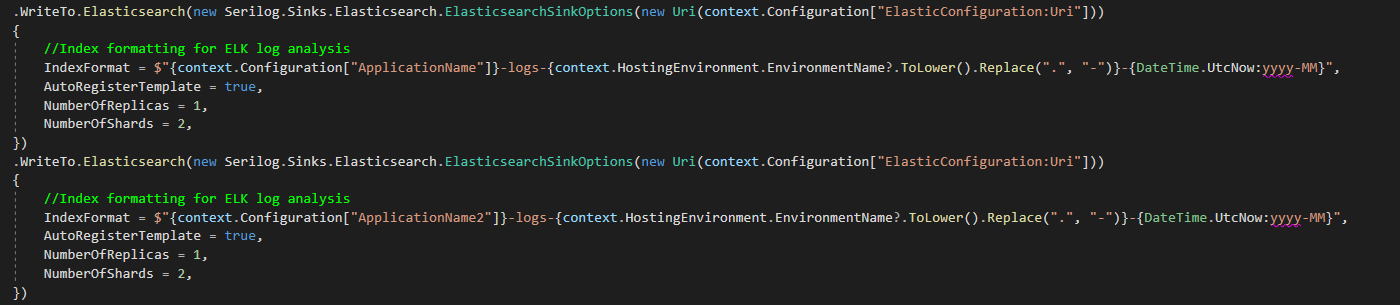 .WriteTo.Elasticsearch(new Serilog.Sinks.Elasticsearch.ElasticsearchSinkOptions(new Uri(context.Configuration["ElasticConfiguration:Uri"]))
{
    //Index formatting for ELK log analysis
    IndexFormat = $"{context.Configuration["ApplicationName"]}-logs-{context.HostingEnvironment.EnvironmentName?.ToLower().Replace(".", "-")}-{DateTime.UtcNow:yyyy-MM}",
    AutoRegisterTemplate = true,
    NumberOfReplicas = 1,
    NumberOfShards = 2,
})
.WriteTo.Elasticsearch(new Serilog.Sinks.Elasticsearch.ElasticsearchSinkOptions(new Uri(context.Configuration["ElasticConfiguration:Uri"]))
{
    //Index formatting for ELK log analysis
    IndexFormat = $"{context.Configuration["ApplicationName2"]}-logs-{context.HostingEnvironment.EnvironmentName?.ToLower().Replace(".", "-")}-{DateTime.UtcNow:yyyy-MM}",
    AutoRegisterTemplate = true,
    NumberOfReplicas = 1,
    NumberOfShards = 2,
})